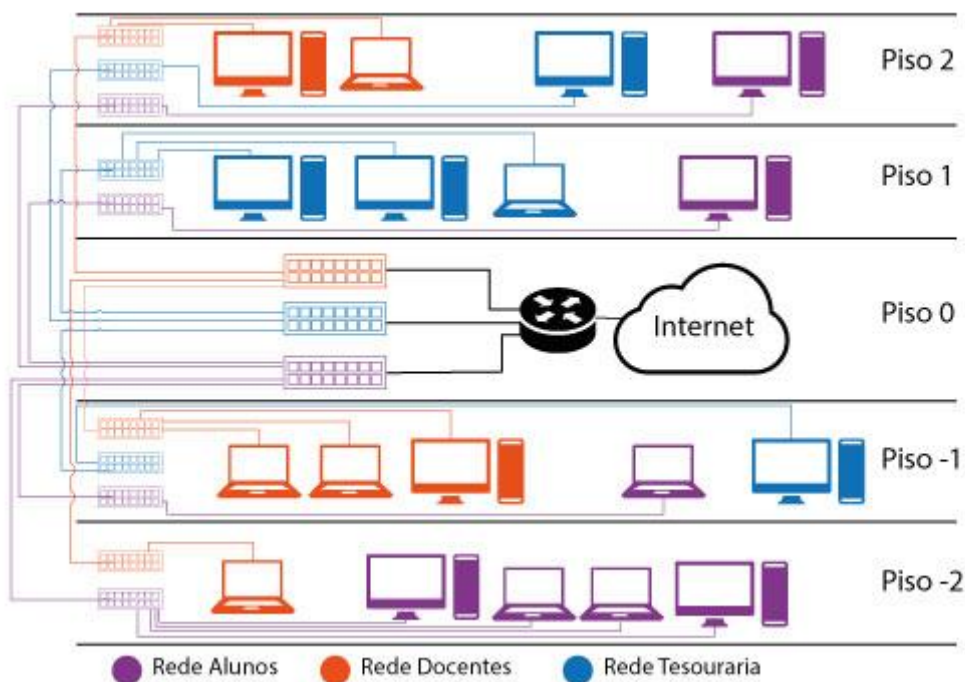 Piso 2
Piso 1
Piso 0
Internet
Piso -1
Piso -2
Rede Alunos
Rede Docentes
Rede Tesouraria